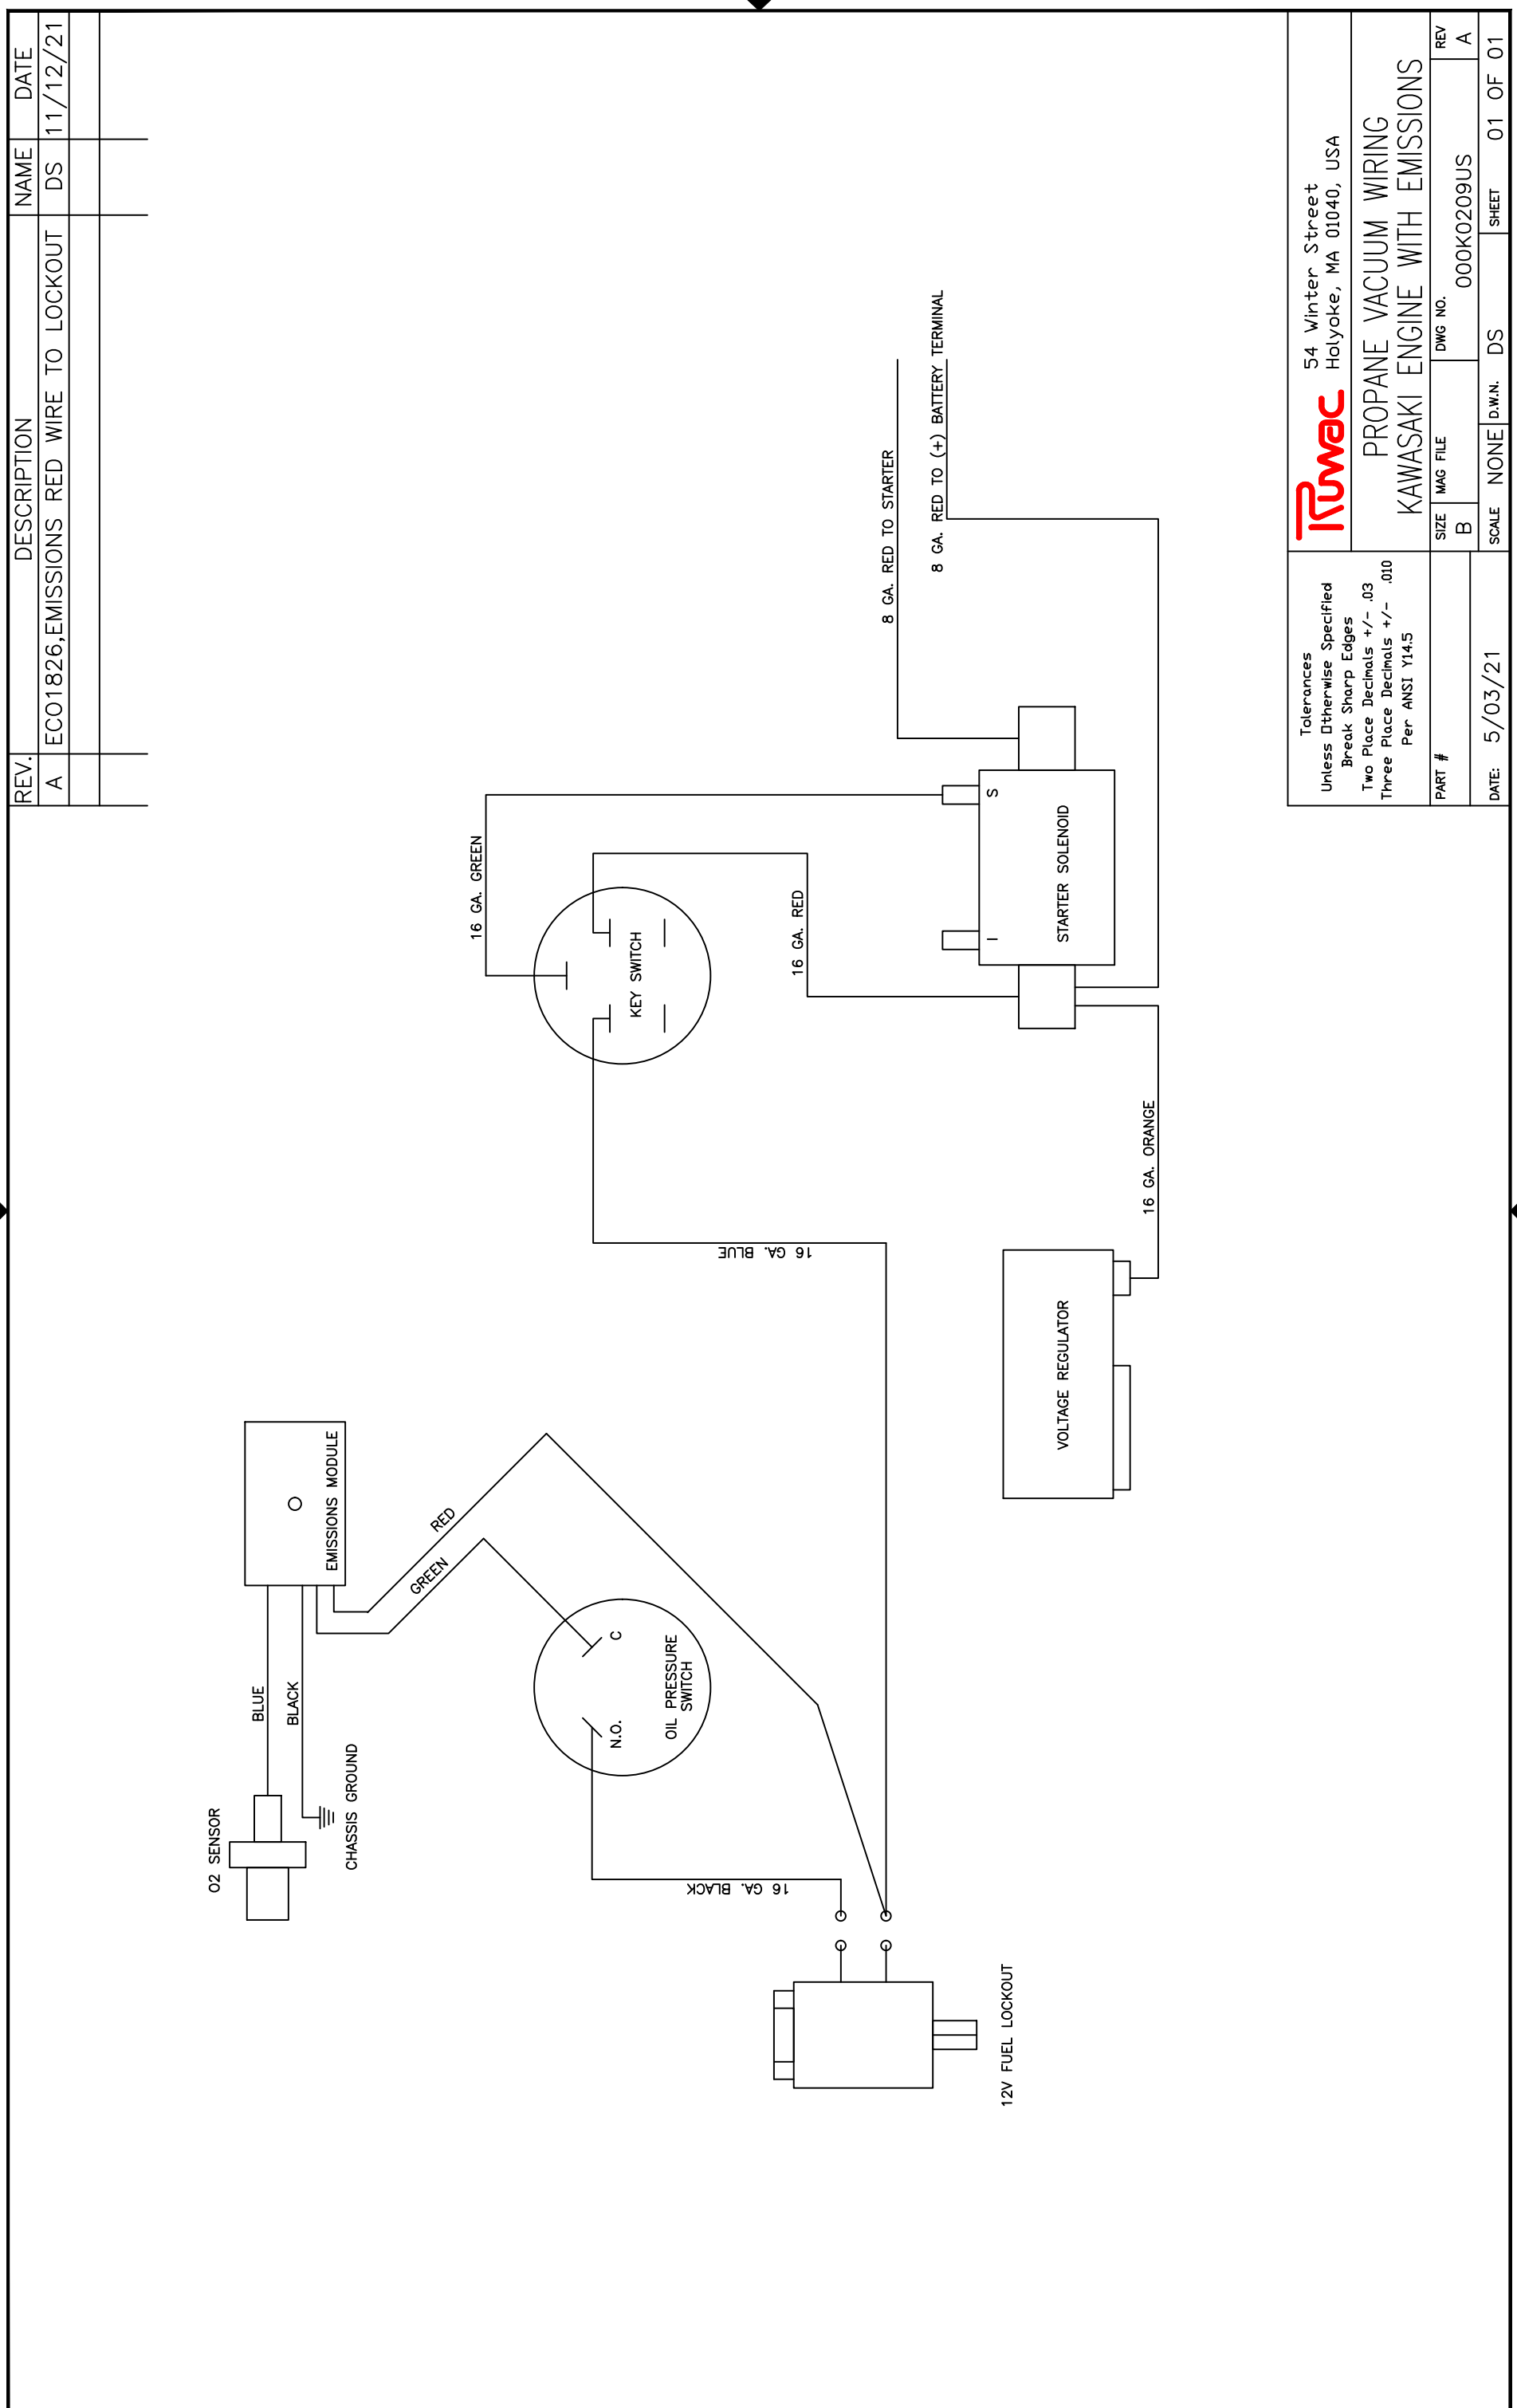 REV. DESCRIPTION NAME DATE
A ECO1826,EMISSIONS RED WIRE TO LOCKOUT DS 11/12/21
O2 SENSOR
BLUE
BLACK
CHASSIS GROUND
EMISSIONS MODULE
RED
GREEN
N.O.
C
OIL PRESSURE
SWITCH
16 GA. BLACK
12V FUEL LOCKOUT
16 GA. BLUE
16 GA. GREEN
KEY SWITCH
16 GA. RED
8 GA. RED TO STARTER
8 GA. RED TO (+) BATTERY TERMINAL
I
S
STARTER SOLENOID
VOLTAGE REGULATOR
16 GA. ORANGE
Tolerances
Unless Otherwise Specified
Break Sharp Edges
Two Place Decimals +/- .03
Three Place Decimals +/- .010
Per ANSI Y14.5
PART #
DATE: 5/03/21
Ruwac
54 Winter Street
Holyoke, MA 01040, USA
PROPANE VACUUM WIRING
KAWASAKI ENGINE WITH EMISSIONS
SIZE MAG FILE DWG NO. REV
B 000K0209US A
SCALE NONE D.W.N. DS SHEET 01 OF 01